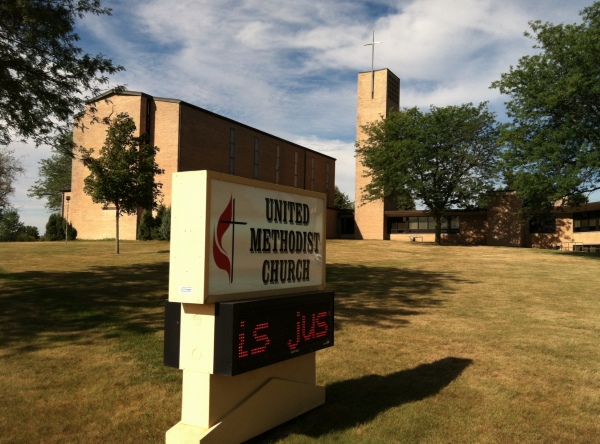 UNITED
METHODIST
CHURCH
is jus